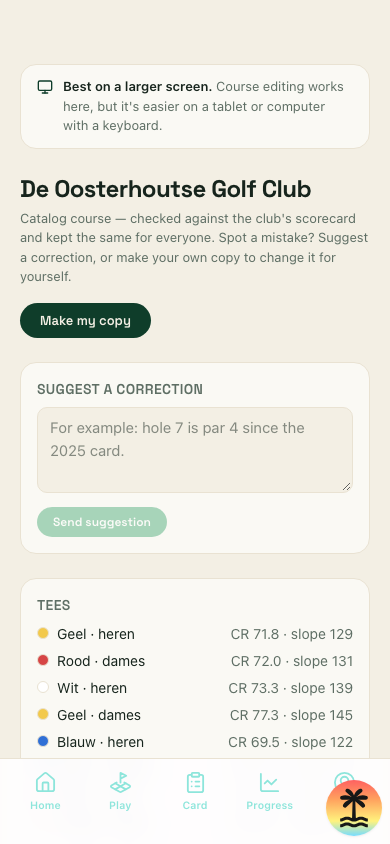 Best on a larger screen. Course editing works
here, but it's easier on a tablet or computer
with a keyboard.
De Oosterhoutse Golf Club
Catalog course — checked against the club's scorecard
and kept the same for everyone. Spot a mistake? Suggest
a correction, or make your own copy to change it for
yourself.
Make my copy
SUGGEST A CORRECTION
For example: hole 7 is par 4 since the
2025 card.
Send suggestion
TEES
Geel · heren CR 71.8 · slope 129
Rood · dames CR 72.0 · slope 131
Wit · heren CR 73.3 · slope 139
Geel · dames CR 77.3 · slope 145
Blauw · heren CR 69.5 · slope 122
Home Play Card Progress